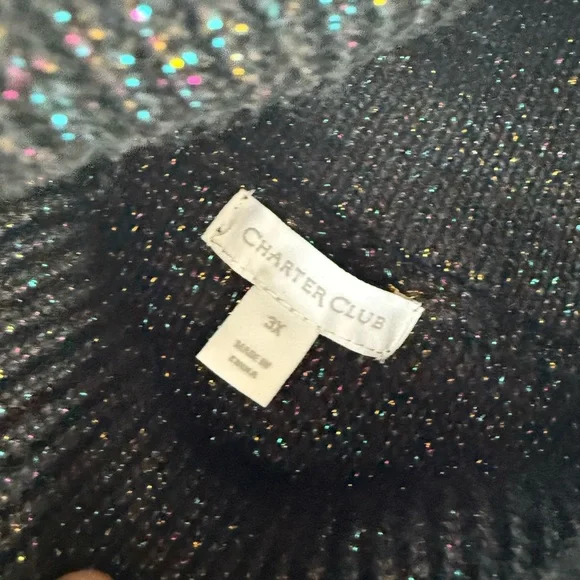 CHARTER CLUB
3X
MADE IN
CHINA